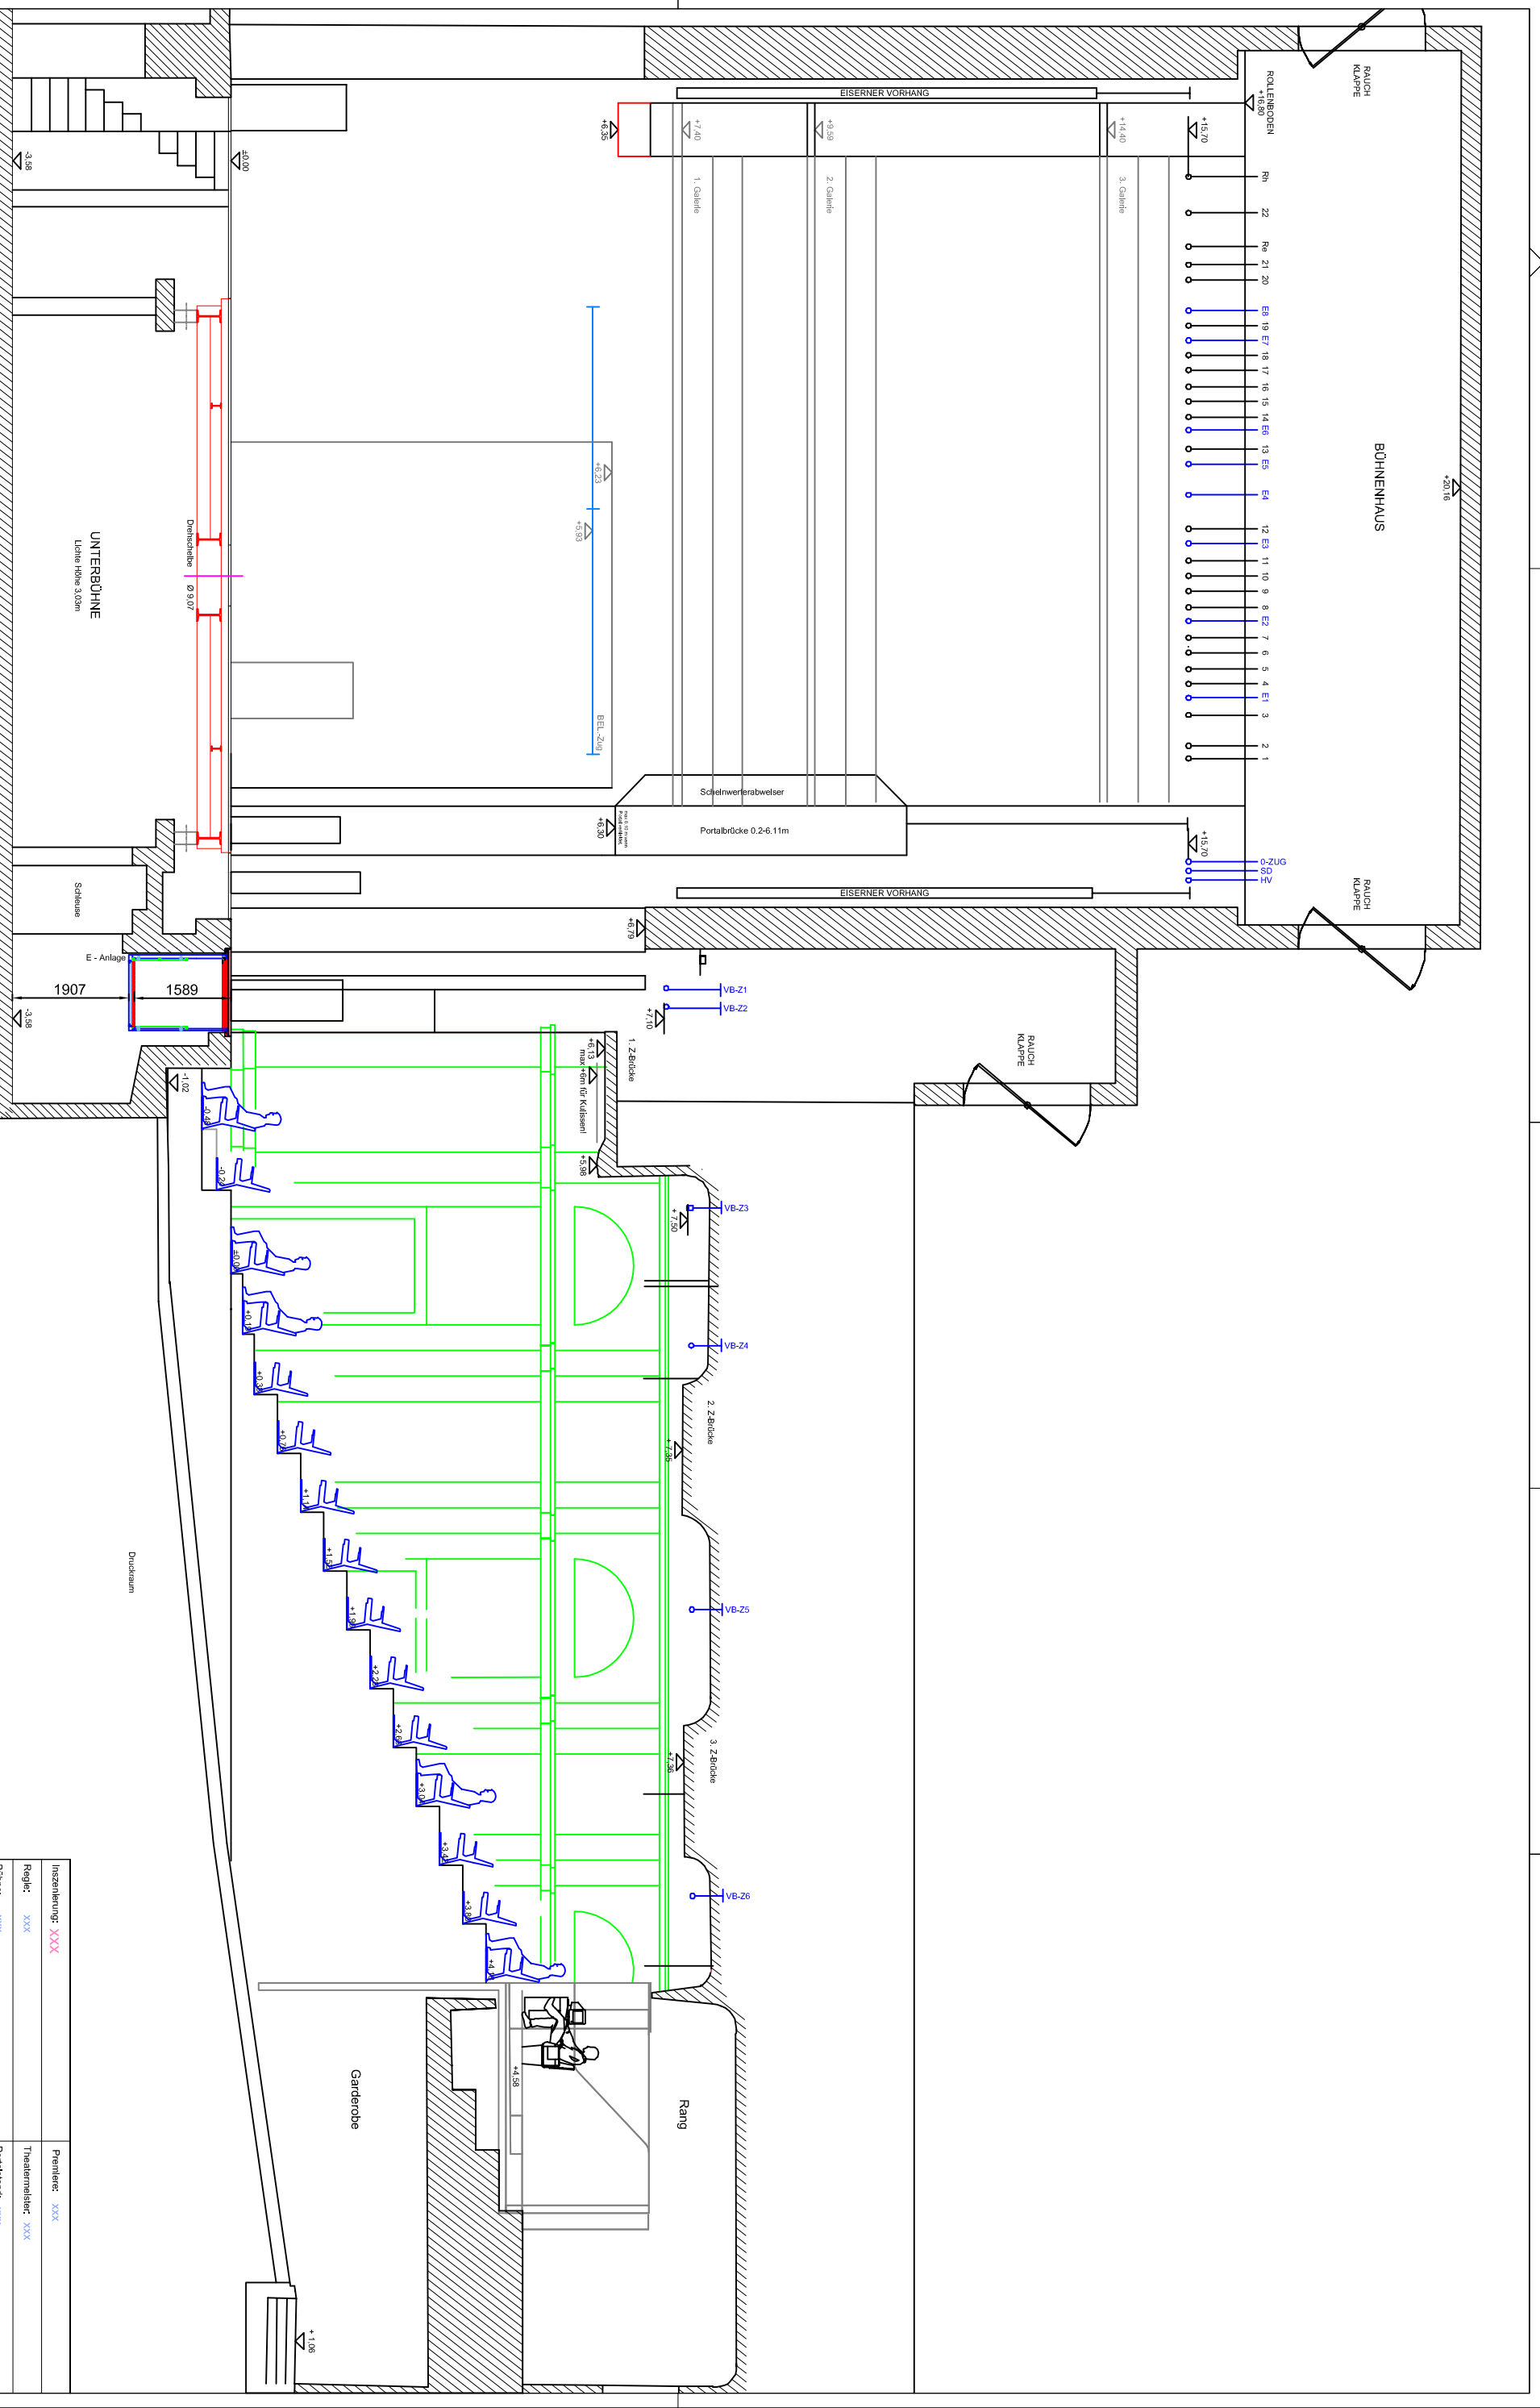 RAUCH
KLAPPE
ROLLENBODEN
+16,80
BÜHNENHAUS
+20,16
RAUCH
KLAPPE
Rh
22
Re
21
20
E8
19
E7
18
17
16
15
14
E6
13
E5
E4
12
E3
11
10
9
8
E2
7
6
5
4
E1
3
2
1
0-ZUG
SD
HV
+15,70
+15,70
EISERNER VORHANG
EISERNER VORHANG
+14,40
3. Galerie
+9,59
2. Galerie
+7,40
1. Galerie
+6,35
Scheinwerferabweiser
Portalbrücke 0.2-6.11m
+6,30
+6,79
+6,23
+5,93
BEL.-Zug
±0.00
-3,58
Drehscheibe Ø 9,07
UNTERBÜHNE
Lichte Höhe 3,03m
Schleuse
E - Anlage
1907
1589
-3,58
-1,02
VB-Z1
VB-Z2
+7,10
RAUCH
KLAPPE
1. Z-Brücke
+6,13
max +6m für Kulissen!
+5,98
VB-Z3
+ 7,50
VB-Z4
2. Z-Brücke
+ 7,35
VB-Z5
3. Z-Brücke
+7,36
VB-Z6
Rang
+4,58
Garderobe
Druckraum
+ 1,06
Inszenierung: XXX
Premiere: XXX
Regie: XXX
Theatermeister: XXX